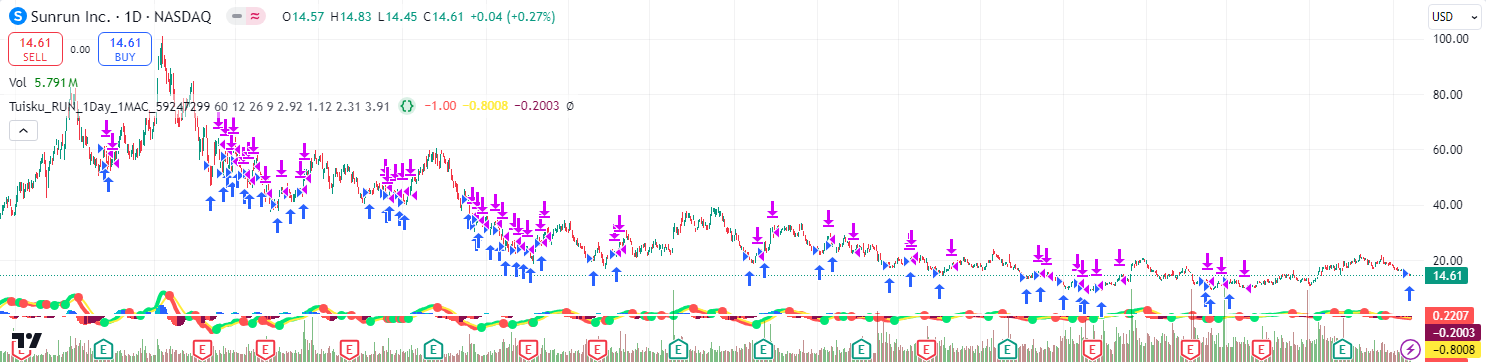 S Sunrun Inc. · 1D · NASDAQ O14.57 H14.83 L14.45 C14.61 +0.04 (+0.27%)
USD
14.61 SELL 0.00 14.61 BUY
Vol 5.791M
Tuisku_RUN_1Day_1MAC_59247299 60 12 26 9 2.92 1.12 2.31 3.91 {} −1.00 −0.8008 −0.2003 Ø
100.00
80.00
60.00
40.00
20.00
14.61
0.2207
−0.2003
−0.8008
E E E E E E E E E E E E E E E E